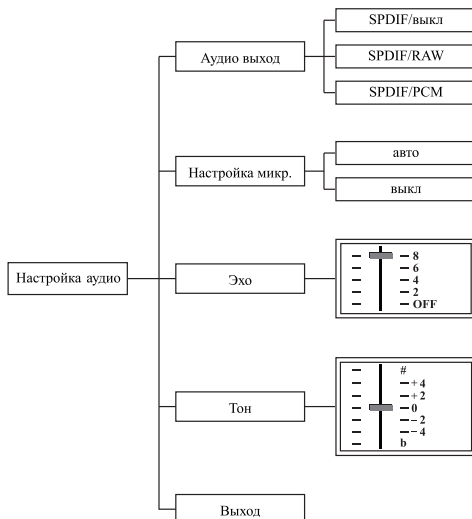 SPDIF/выкл
Аудио выход
SPDIF/RAW
SPDIF/PCM
авто
Настройка микр.
выкл
Настройка аудио
Эхо
8
6
4
2
OFF
Тон
#
+4
+2
0
–2
–4
b
Выход